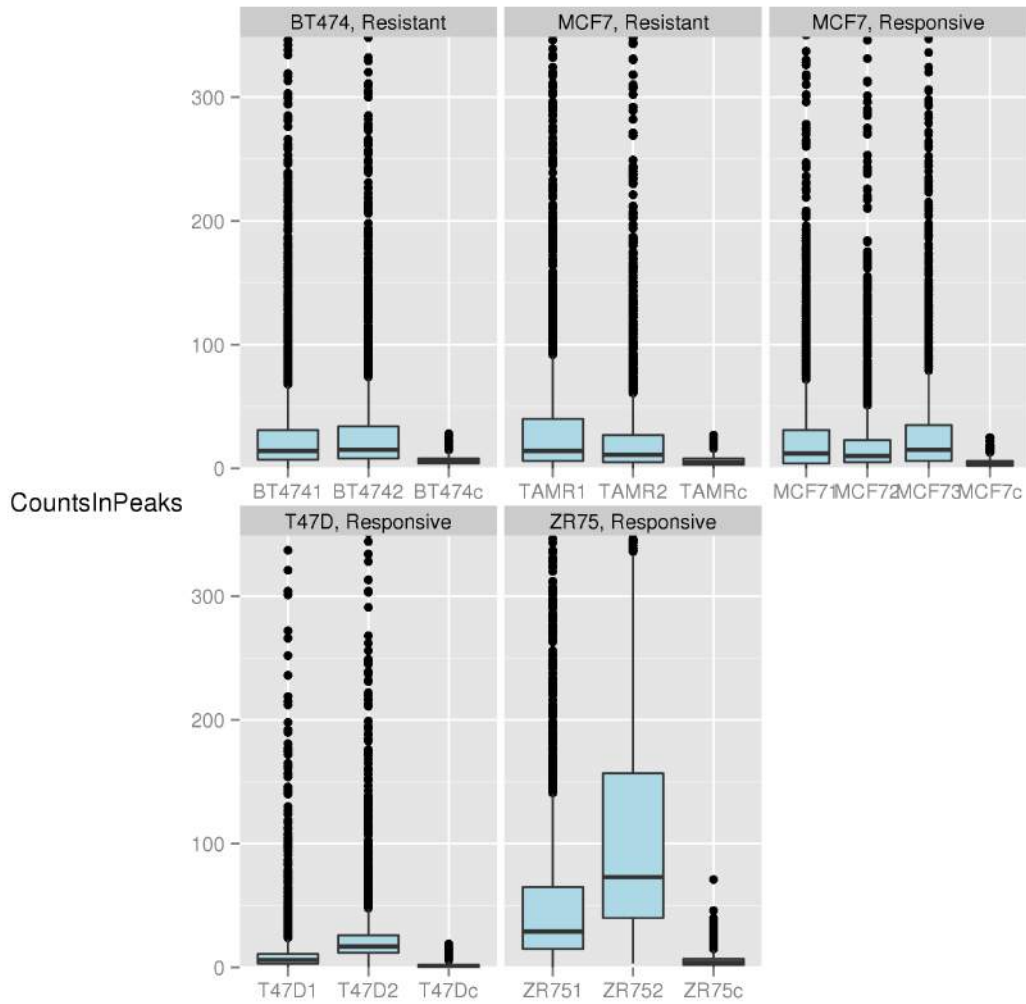 BT474, Resistant MCF7, Resistant MCF7, Responsive
300
200
100
0
BT4741 BT4742 BT474c TAMR1 TAMR2 TAMRc MCF71 MCF72 MCF73 MCF7c
CountsInPeaks
T47D, Responsive ZR75, Responsive
300
200
100
0
T47D1 T47D2 T47Dc ZR751 ZR752 ZR75c